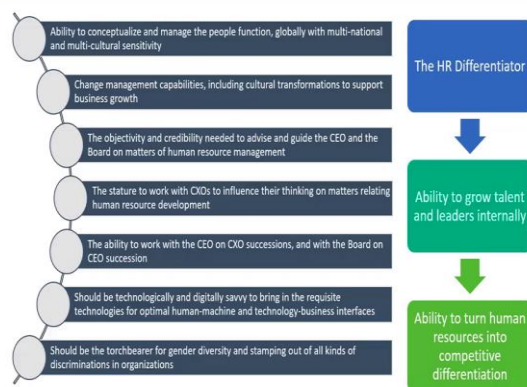 Ability to conceptualize and manage the people function, globally with multi-national
and multi-cultural sensitivity
Change management capabilities, including cultural transformations to support
business growth
The objectivity and credibility needed to advise and guide the CEO and the
Board on matters of human resource management
The stature to work with CXOs to influence their thinking on matters relating
human resource development
The ability to work with the CEO on CXO successions, and with the Board on
CEO succession
Should be technologically and digitally savvy to bring in the requisite
technologies for optimal human-machine and technology-business interfaces
Should be the torchbearer for gender diversity and stamping out of all kinds of
discriminations in organizations
The HR Differentiator
Ability to grow talent
and leaders internally
Ability to turn human
resources into
competitive
differentiation